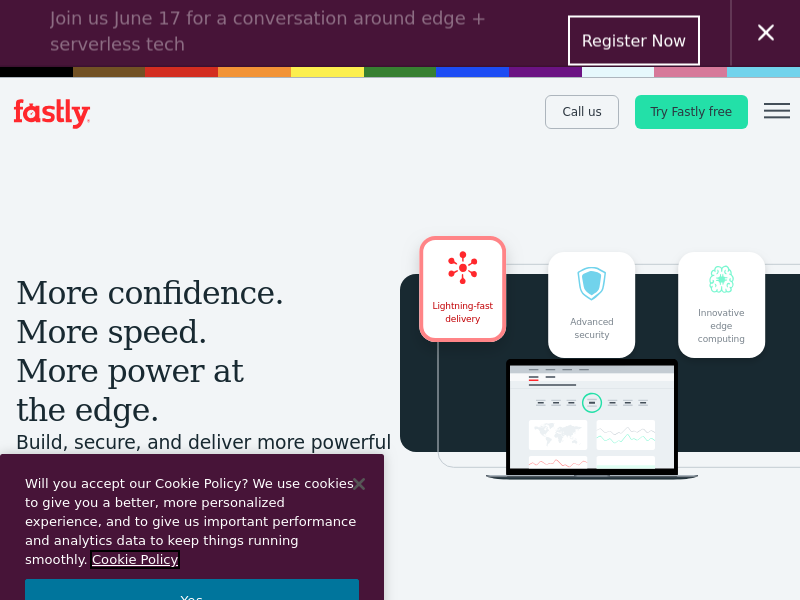 Join us June 17 for a conversation around edge +
serverless tech
Register Now
fastly
Call us
Try Fastly free
More confidence.
More speed.
More power at
the edge.
Build, secure, and deliver more powerful
Lightning-fast
delivery
Advanced
security
Innovative
edge
computing
Will you accept our Cookie Policy? We use cookies
to give you a better, more personalized
experience, and to give us important performance
and analytics data to keep things running
smoothly. Cookie Policy
Yes